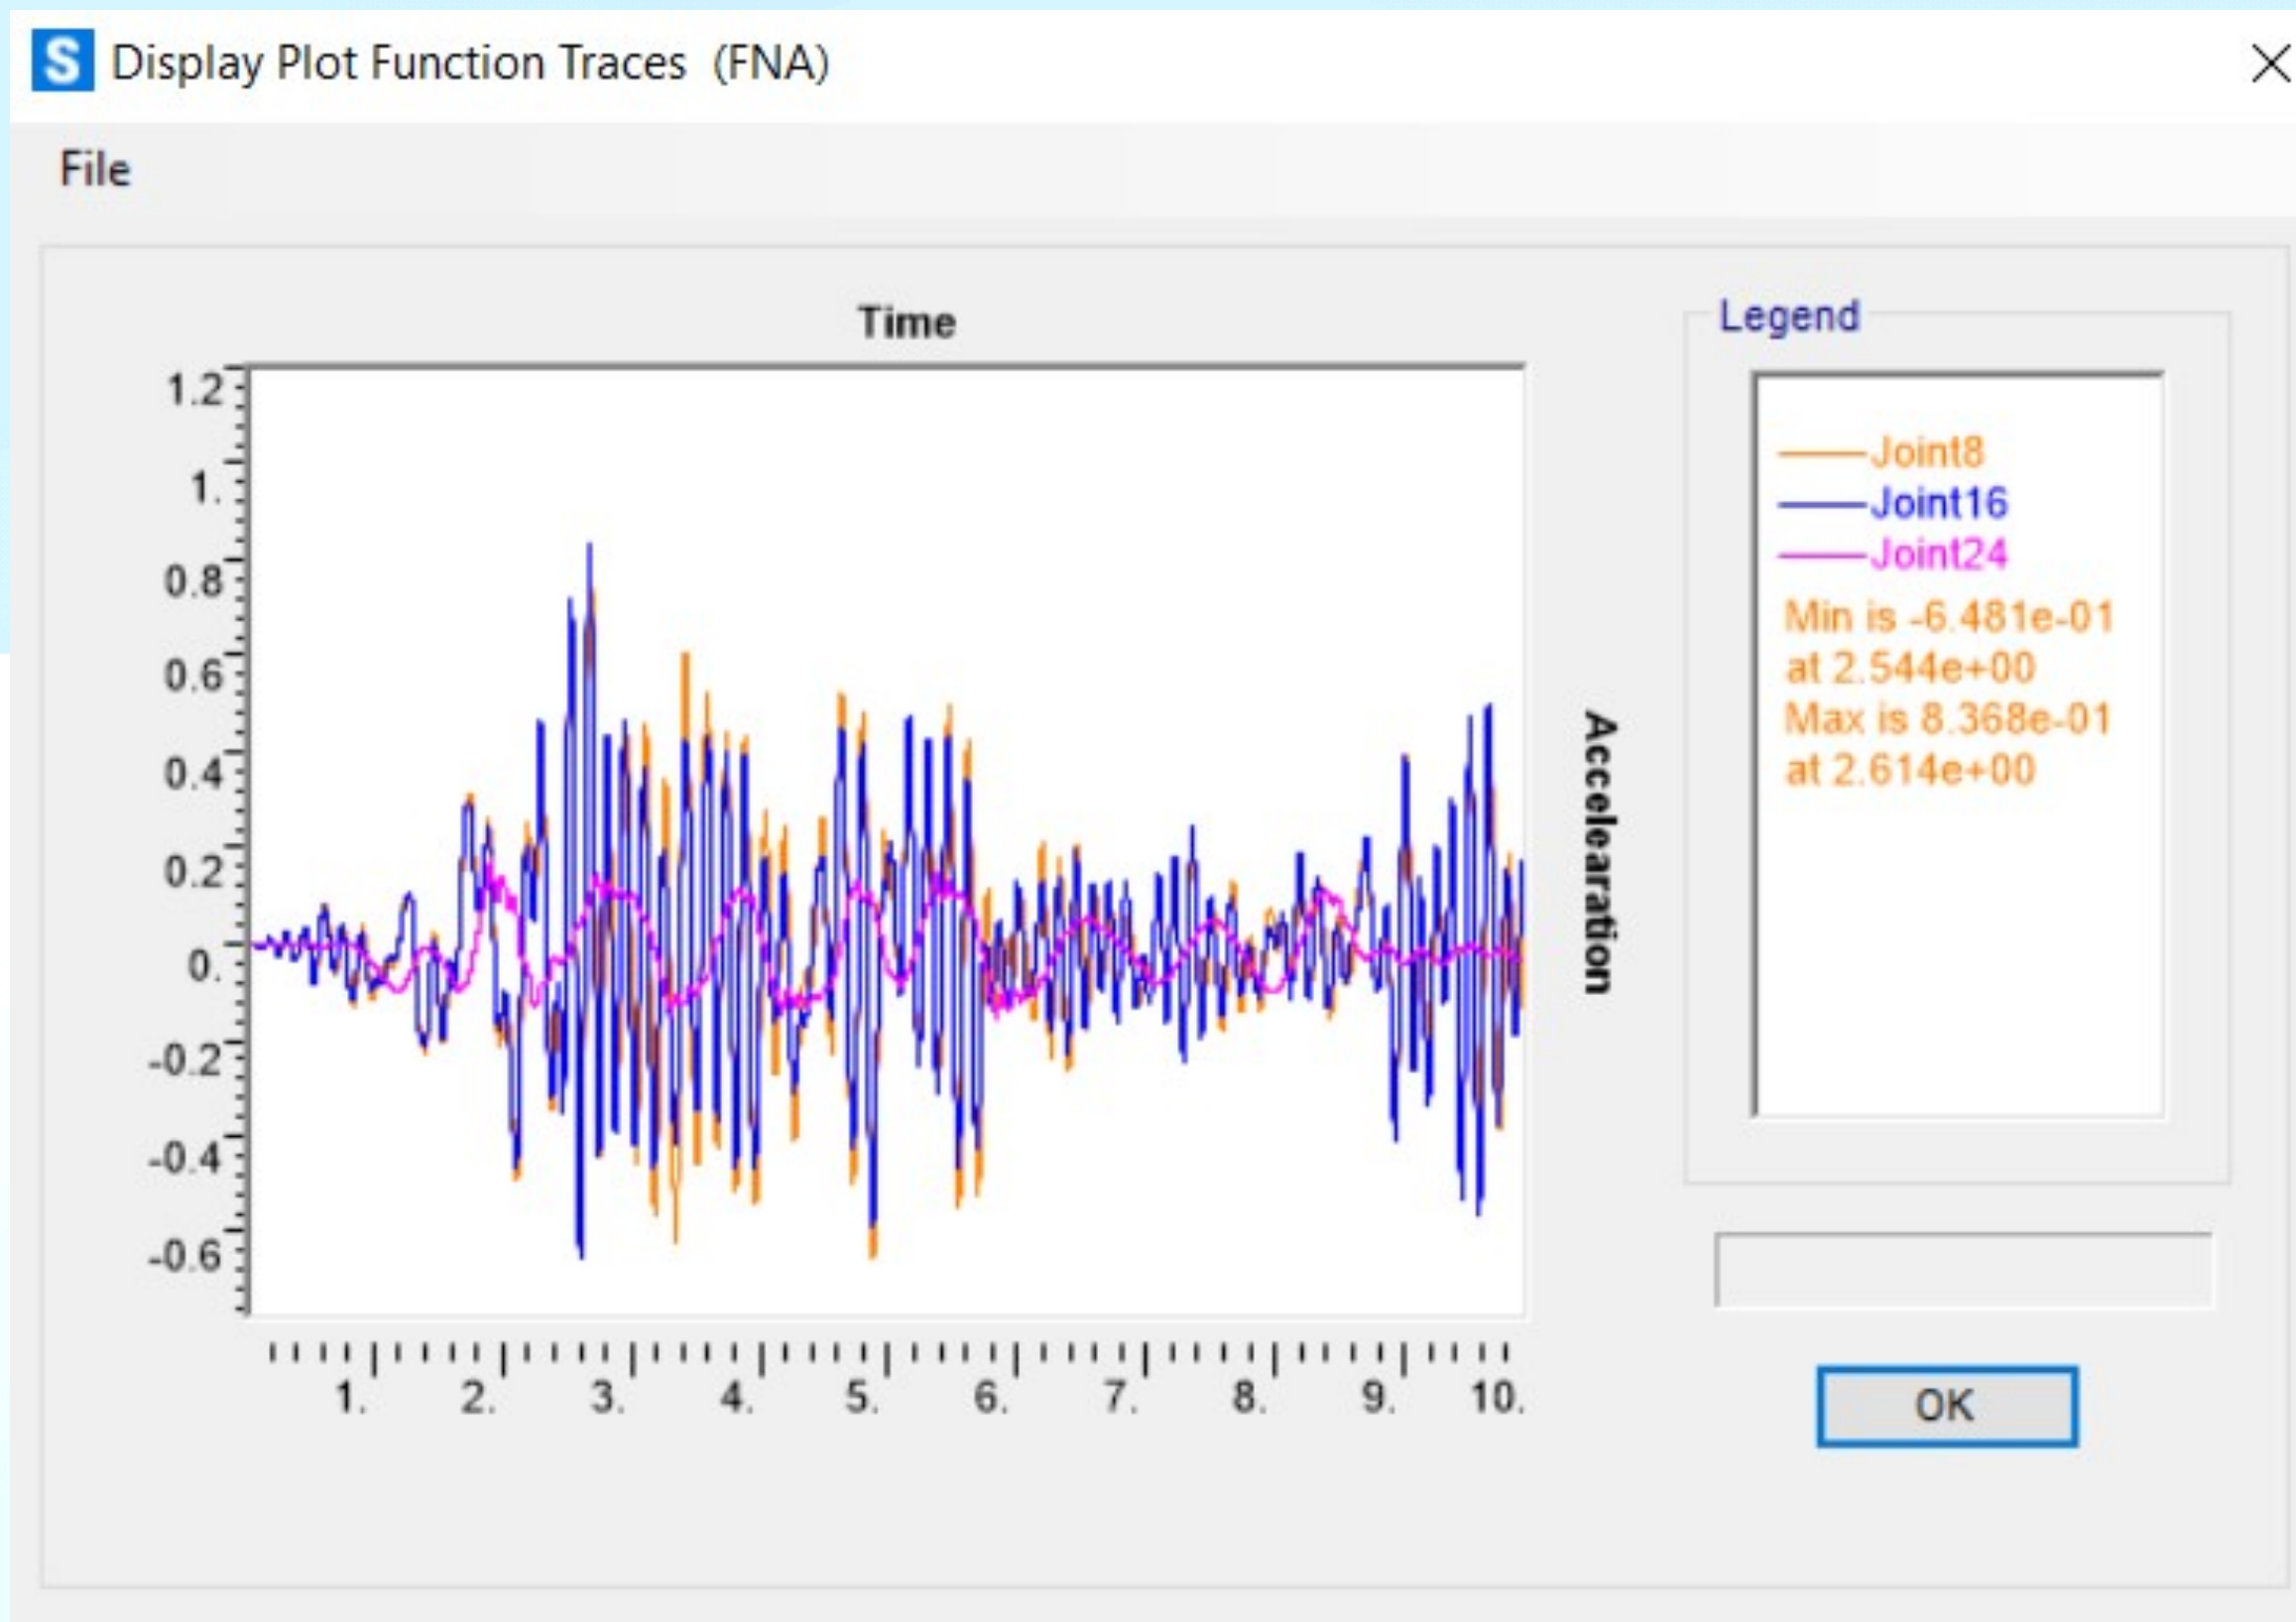 S Display Plot Function Traces (FNA)
File
Time
1.2
1.
0.8
0.6
0.4
0.2
0.
-0.2
-0.4
-0.6
1. 2. 3. 4. 5. 6. 7. 8. 9. 10.
Accelearation
Legend
Joint8
Joint16
Joint24
Min is -6.481e-01
at 2.544e+00
Max is 8.368e-01
at 2.614e+00
OK